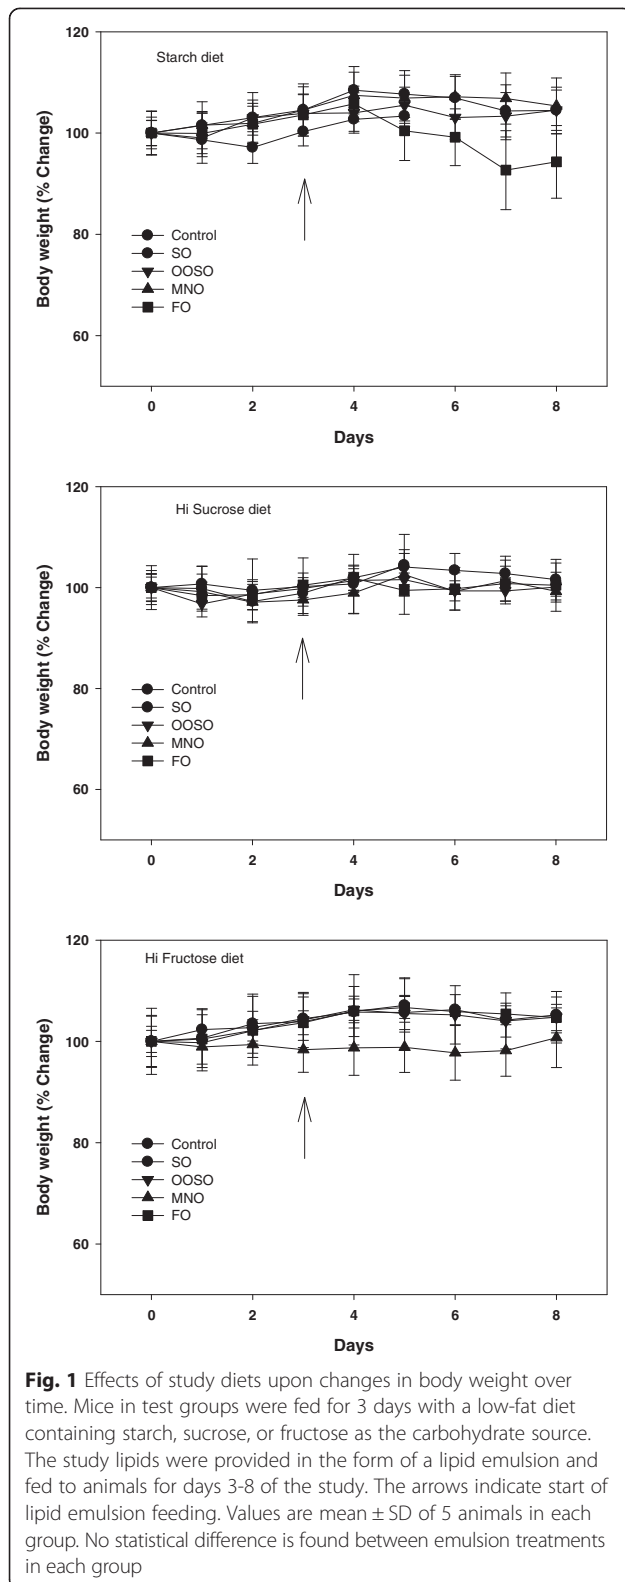 120
Starch diet
100
80
60
Body weight (% Change)
Control
SO
OOSO
MNO
FO
0 2 4 6 8
Days
120
Hi Sucrose diet
100
80
60
Body weight (% Change)
Control
SO
OOSO
MNO
FO
0 2 4 6 8
Days
120
Hi Fructose diet
100
80
60
Body weight (% Change)
Control
SO
OOSO
MNO
FO
0 2 4 6 8
Days
Fig. 1 Effects of study diets upon changes in body weight over
time. Mice in test groups were fed for 3 days with a low-fat diet
containing starch, sucrose, or fructose as the carbohydrate source.
The study lipids were provided in the form of a lipid emulsion and
fed to animals for days 3-8 of the study. The arrows indicate start of
lipid emulsion feeding. Values are mean ± SD of 5 animals in each
group. No statistical difference is found between emulsion treatments
in each group